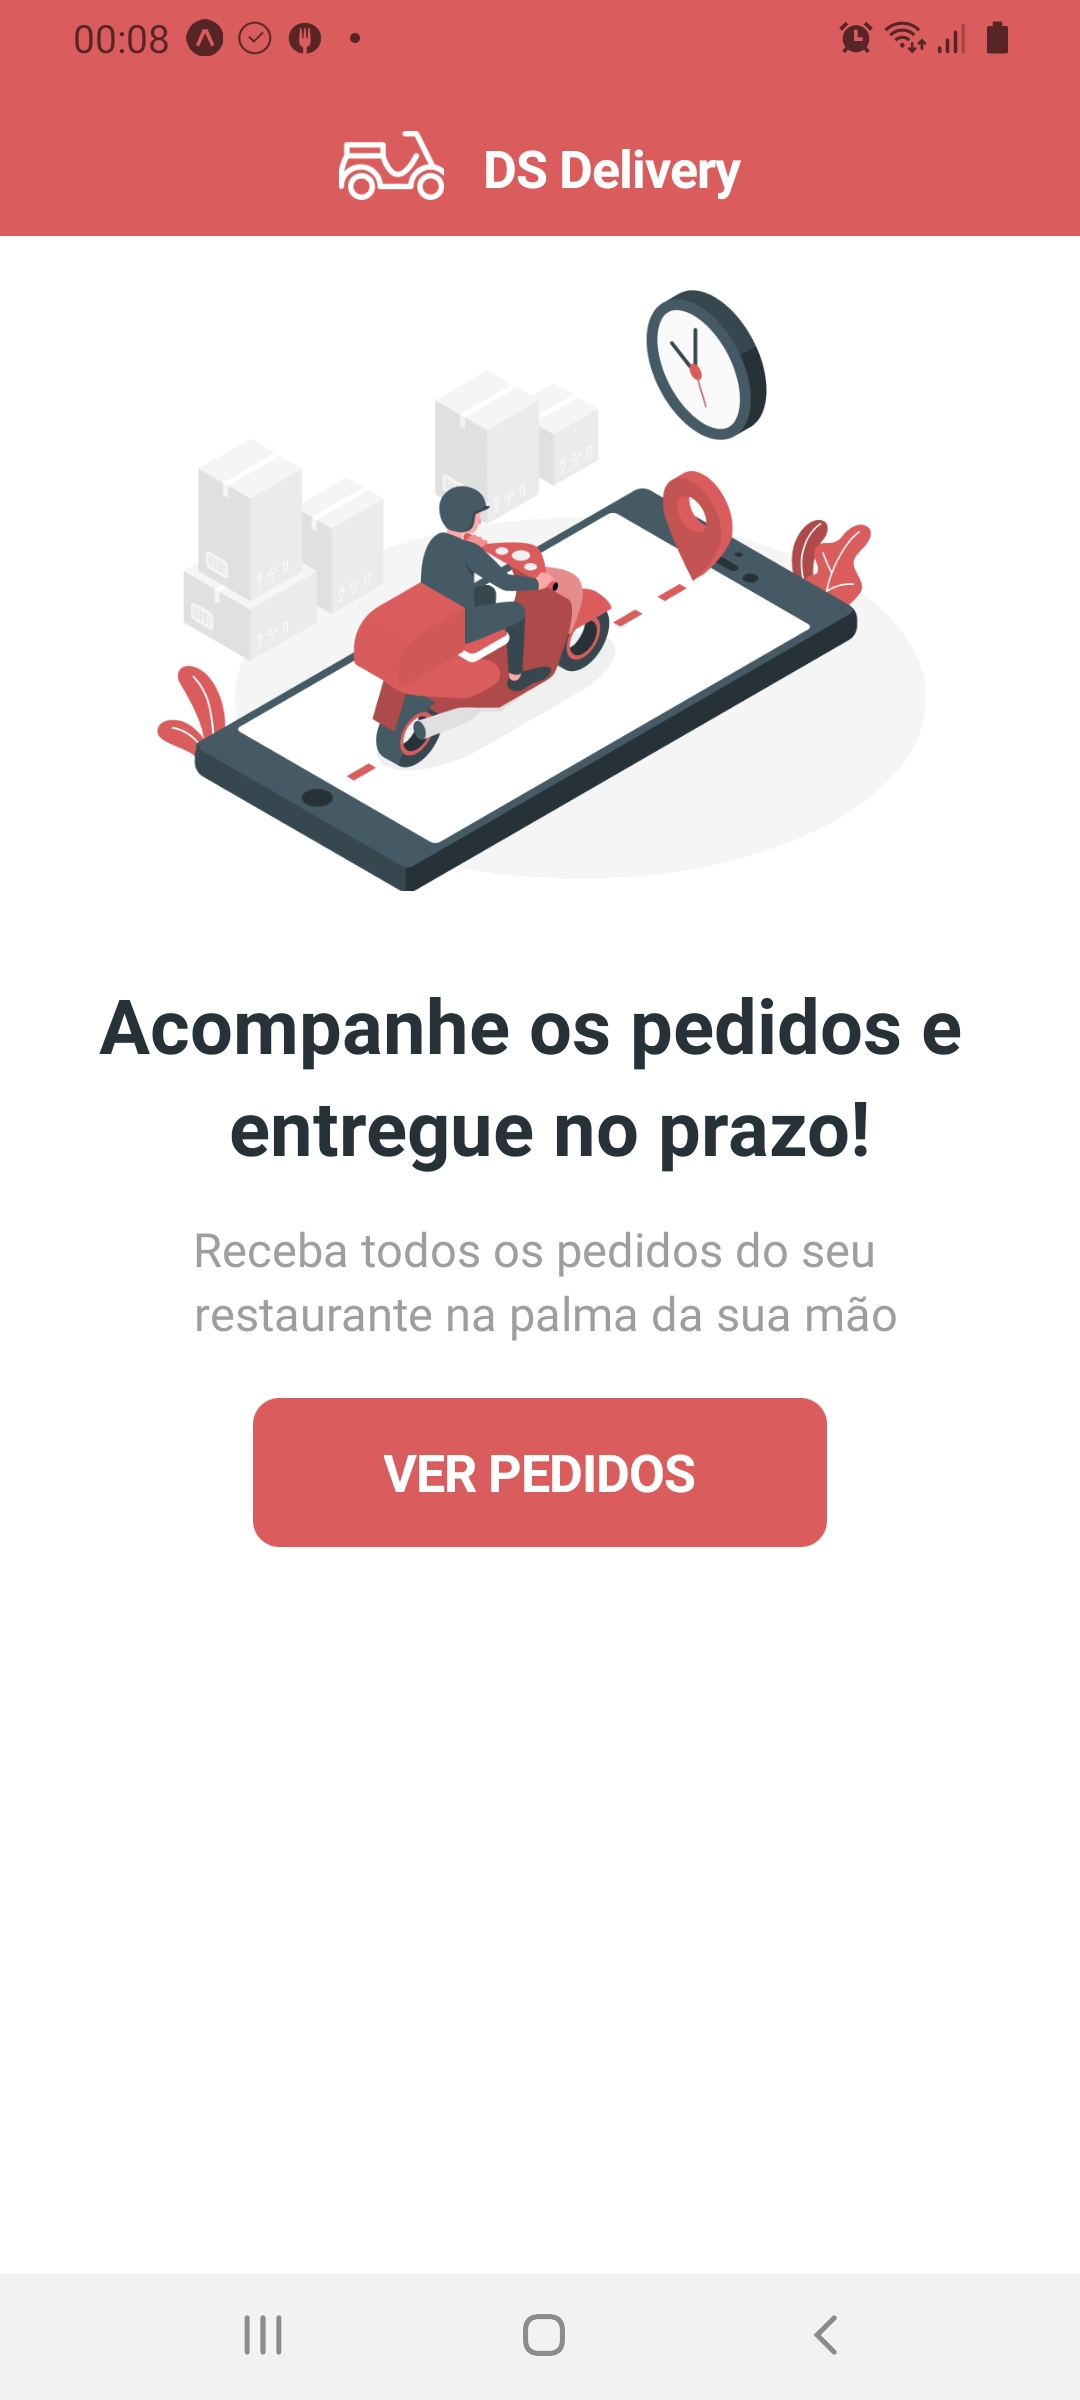 00:08
DS Delivery
Acompanhe os pedidos e
entregue no prazo!
Receba todos os pedidos do seu
restaurante na palma da sua mão
VER PEDIDOS